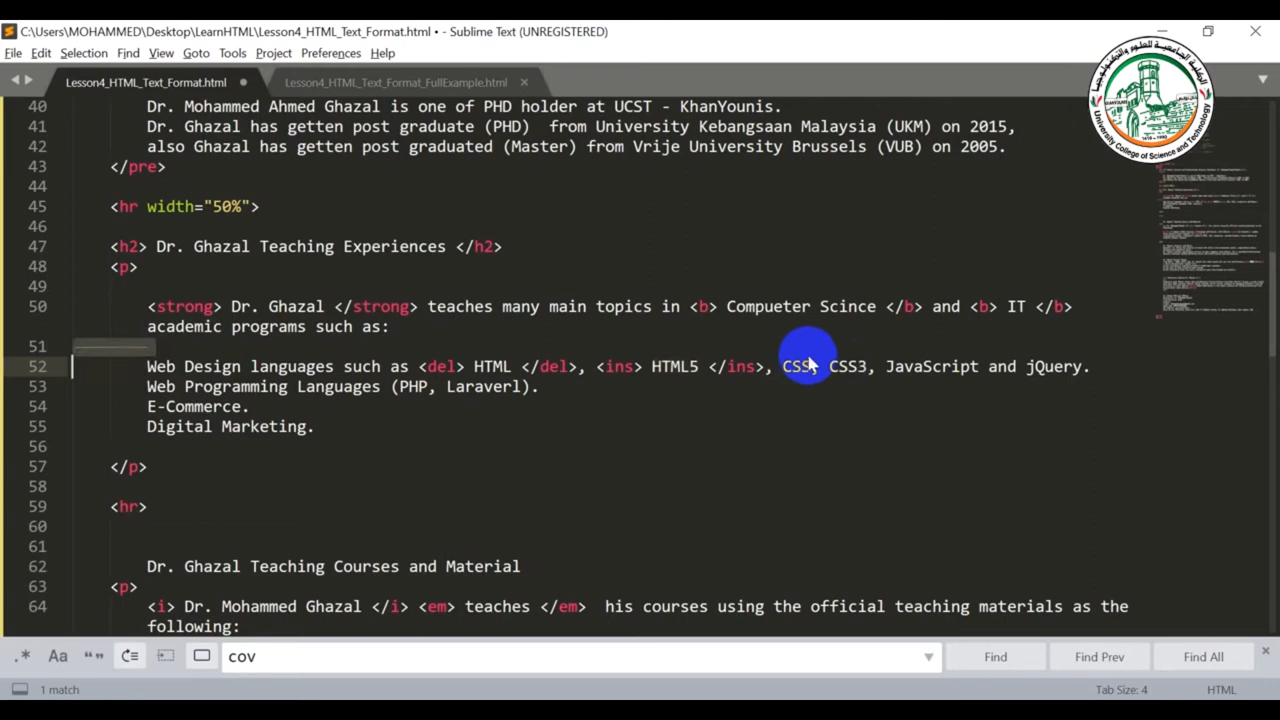 C:\Users\MOHAMMED\Desktop\LearnHTML\Lesson4_HTML_Text_Format.html • - Sublime Text (UNREGISTERED)
File Edit Selection Find View Goto Tools Project Preferences Help
Lesson4_HTML_Text_Format.html Lesson4_HTML_Text_Format_FullExample.html
University College of Science and Technology
40 Dr. Mohammed Ahmed Ghazal is one of PHD holder at UCST - KhanYounis.
41 Dr. Ghazal has getten post graduate (PHD)  from University Kebangsaan Malaysia (UKM) on 2015,
42 also Ghazal has getten post graduated (Master) from Vrije University Brussels (VUB) on 2005.
43 </pre>
44
45 <hr width="50%">
46
47 <h2> Dr. Ghazal Teaching Experiences </h2>
48 <p>
49
50 <strong> Dr. Ghazal </strong> teaches many main topics in <b> Compueter Scince </b> and <b> IT </b>
academic programs such as:
51
52 Web Design languages such as <del> HTML </del>, <ins> HTML5 </ins>, CSS, CSS3, JavaScript and jQuery.
53 Web Programming Languages (PHP, Laraverl).
54 E-Commerce.
55 Digital Marketing.
56
57 </p>
58
59 <hr>
60
61
62 Dr. Ghazal Teaching Courses and Material
63 <p>
64 <i> Dr. Mohammed Ghazal </i> <em> teaches </em>  his courses using the official teaching materials as the
following:
.* Aa “ ” cov Find Find Prev Find All
1 match Tab Size: 4 HTML